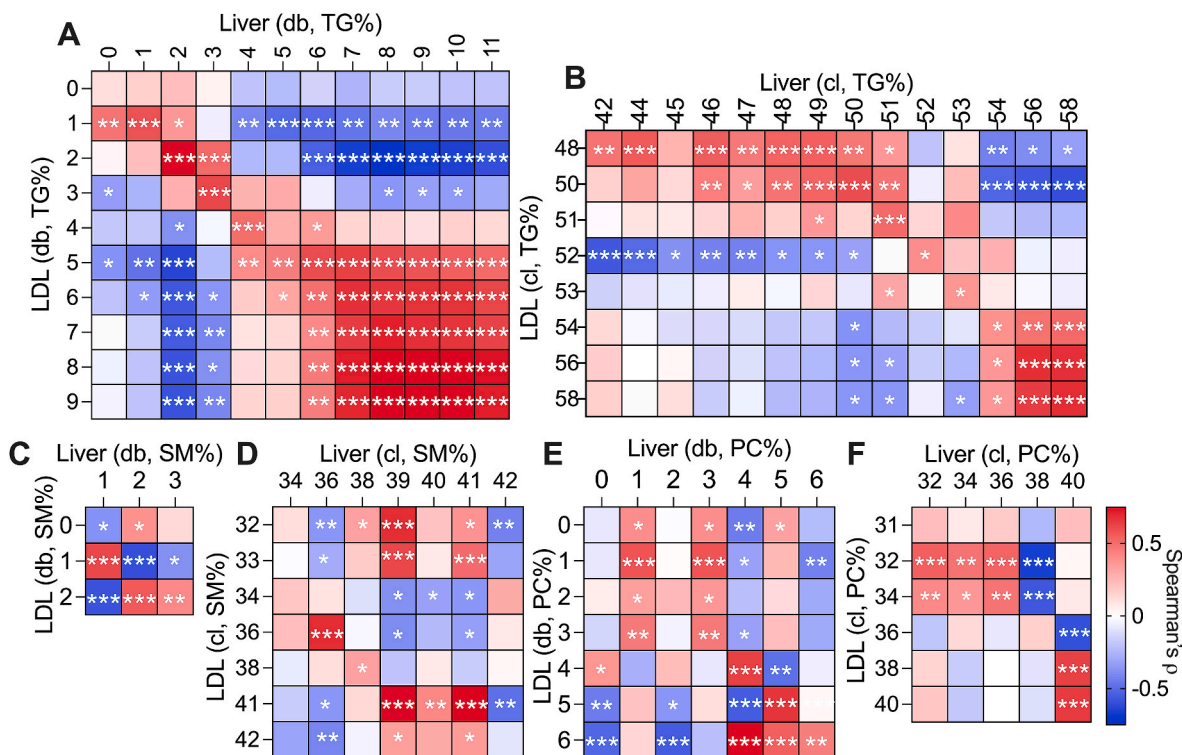 A
Liver (db, TG%)
0 1 2 3 4 5 6 7 8 9 10 11
LDL (db, TG%)
0
1 ** *** * ** *** *** ** ** ** ** **
2 *** *** *** *** *** *** *** ***
3 * *** * * *
4 * *** *
5 * ** *** ** ** *** *** *** *** *** ***
6 * *** * * ** *** *** *** *** ***
7 *** ** ** *** *** *** *** ***
8 *** * ** *** *** *** *** ***
9 *** ** ** *** *** *** *** ***
B
Liver (cl, TG%)
42 44 45 46 47 48 49 50 51 52 53 54 56 58
LDL (cl, TG%)
48 ** *** *** ** *** *** ** * ** * *
50 ** * ** *** *** ** *** *** ***
51 * ***
52 *** *** * ** ** * * * *
53 * *
54 * * ** ***
56 * * * *** ***
58 * * * * *** ***
C
Liver (db, SM%)
1 2 3
LDL (db, SM%)
0 * *
1 *** *** *
2 *** *** **
D
Liver (cl, SM%)
34 36 38 39 40 41 42
LDL (cl, SM%)
32 ** * *** * **
33 * *** ***
34 * * *
36 *** * *
38 *
41 * *** ** *** **
42 ** * *
E
Liver (db, PC%)
0 1 2 3 4 5 6
LDL (db, PC%)
0 * * ** *
1 *** *** * **
2 * *
3 ** ** *
4 * *** **
5 ** * *** ***
6 *** *** *** *** **
F
Liver (cl, PC%)
32 34 36 38 40
LDL (cl, PC%)
31
32 *** ** *** ***
34 ** * ** ***
36 ***
38 ***
40 ***
0.5
0
-0.5
Spearman's ρ